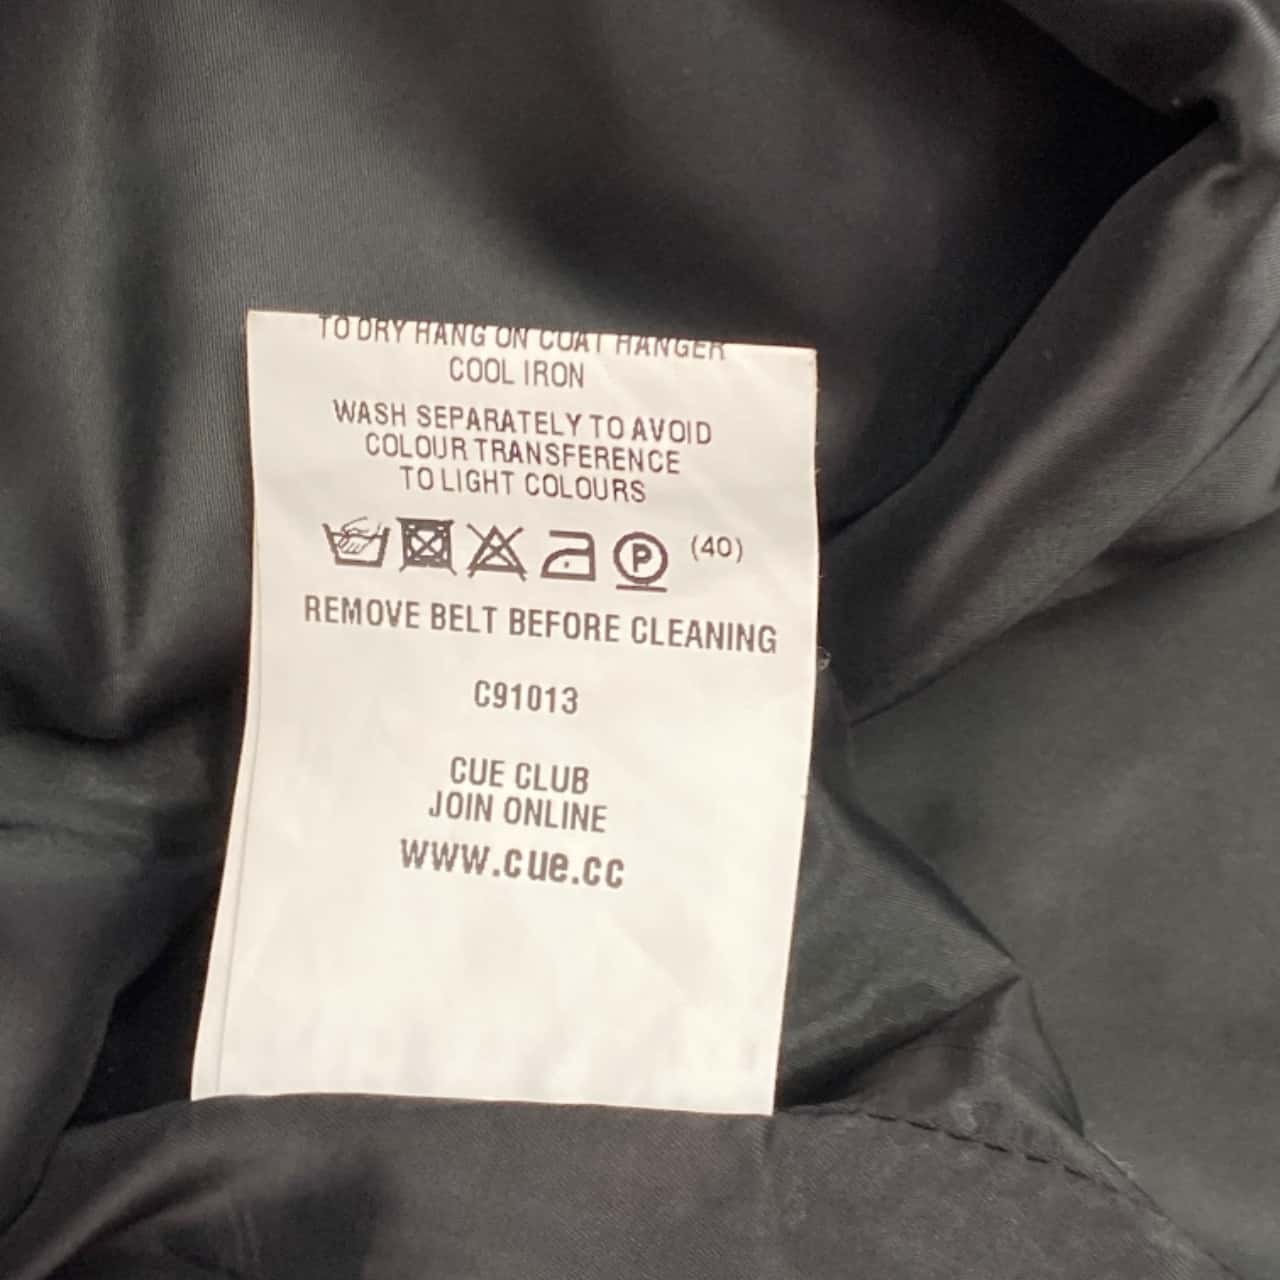 TO DRY HANG ON COAT HANGER
COOL IRON
WASH SEPARATELY TO AVOID
COLOUR TRANSFERENCE
TO LIGHT COLOURS
P (40)
REMOVE BELT BEFORE CLEANING
C91013
CUE CLUB
JOIN ONLINE
WWW.cue.cc